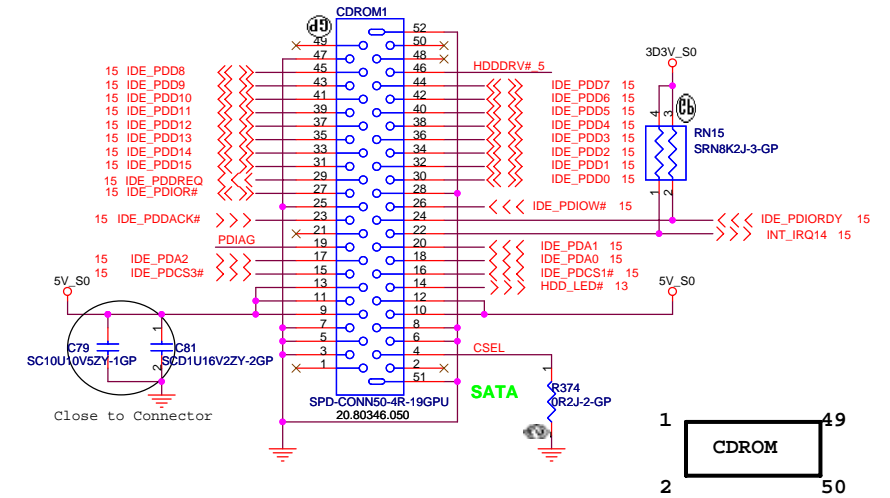 CDROM1
GP
52
49 50
47 48
15 IDE_PDD8 45 46 HDDDRV#_5
15 IDE_PDD9 43 44 IDE_PDD7 15
15 IDE_PDD10 41 42 IDE_PDD6 15
15 IDE_PDD11 39 40 IDE_PDD5 15
15 IDE_PDD12 37 38 IDE_PDD4 15
15 IDE_PDD13 35 36 IDE_PDD3 15
15 IDE_PDD14 33 34 IDE_PDD2 15
15 IDE_PDD15 31 32 IDE_PDD1 15
15 IDE_PDDREQ 29 30 IDE_PDD0 15
15 IDE_PDIOR# 27 28
25 26 IDE_PDIOW# 15
15 IDE_PDDACK# 23 24 IDE_PDIORDY 15
21 22 INT_IRQ14 15
PDIAG 19 20 IDE_PDA1 15
15 IDE_PDA2 17 18 IDE_PDA0 15
15 IDE_PDCS3# 15 16 IDE_PDCS1# 15
13 14 HDD_LED# 13
11 12
9 10
7 8
5 6
3 4 CSEL
1 2
51
SPD-CONN50-4R-19GPU
20.80346.050
3D3V_S0
4 3
RN15
SRN8K2J-3-GP
1 2
5V_S0
5V_S0
1
C79
SC10U10V5ZY-1GP
C81
SCD1U16V2ZY-2GP
2
Close to Connector
SATA
1
R374
0R2J-2-GP
1 49
CDROM
2 50